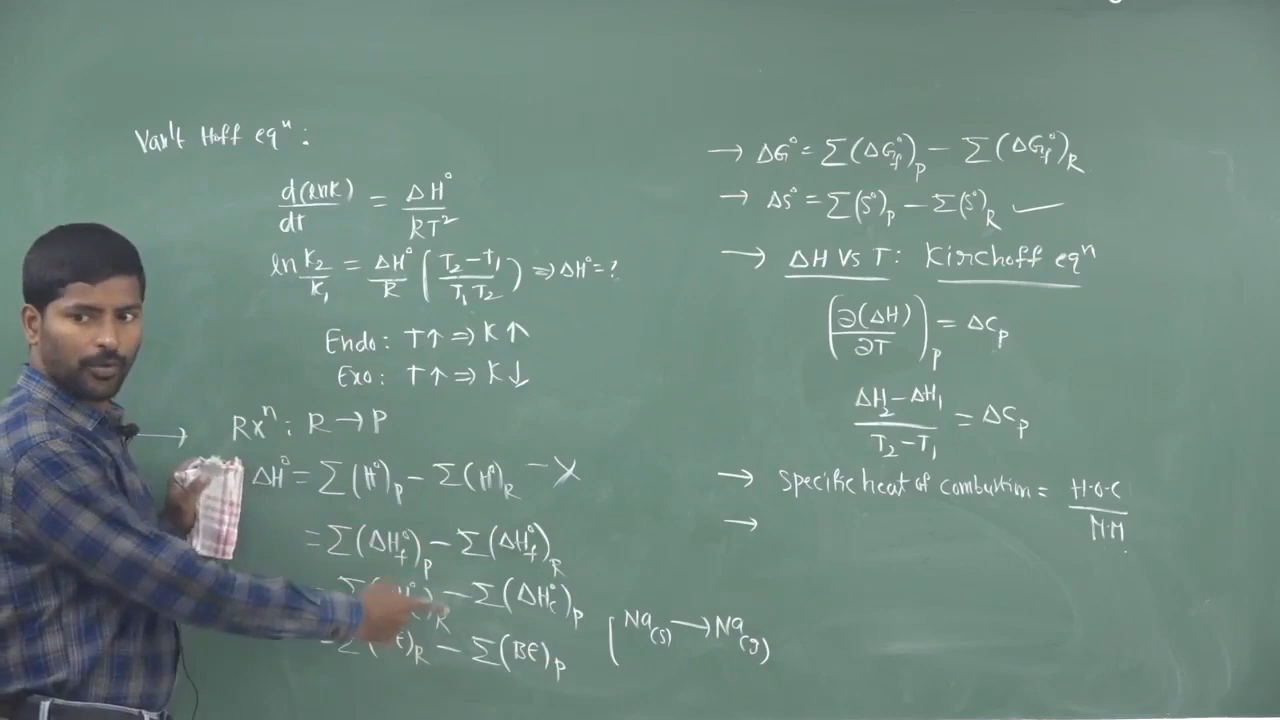 Van't Hoff eqⁿ:
d(lnK)/dt = ΔH°/RT²
ln K₂/K₁ = ΔH°/R (T₂-T₁/T₁T₂) ⇒ ΔH°=?
Endo: T↑ ⇒ K↑
Exo: T↑ ⇒ K↓
→ Rxⁿ: R → P
ΔH° = Σ(H°)P - Σ(H°)R - X
= Σ(ΔH°f)P - Σ(ΔH°f)R
)R - Σ(ΔH°c)P
)R - Σ(BE)P [Na(s) → Na(g)
→ ΔG° = Σ(ΔG°f)P - Σ(ΔG°f)R
→ ΔS° = Σ(S°)P - Σ(S°)R ✓
→ ΔH Vs T: Kirchoff eqⁿ
(∂(ΔH)/∂T)P = ΔCP
ΔH₂-ΔH₁/T₂-T₁ = ΔCP
→ Specific heat of combustion = H.O.C/M.M
→